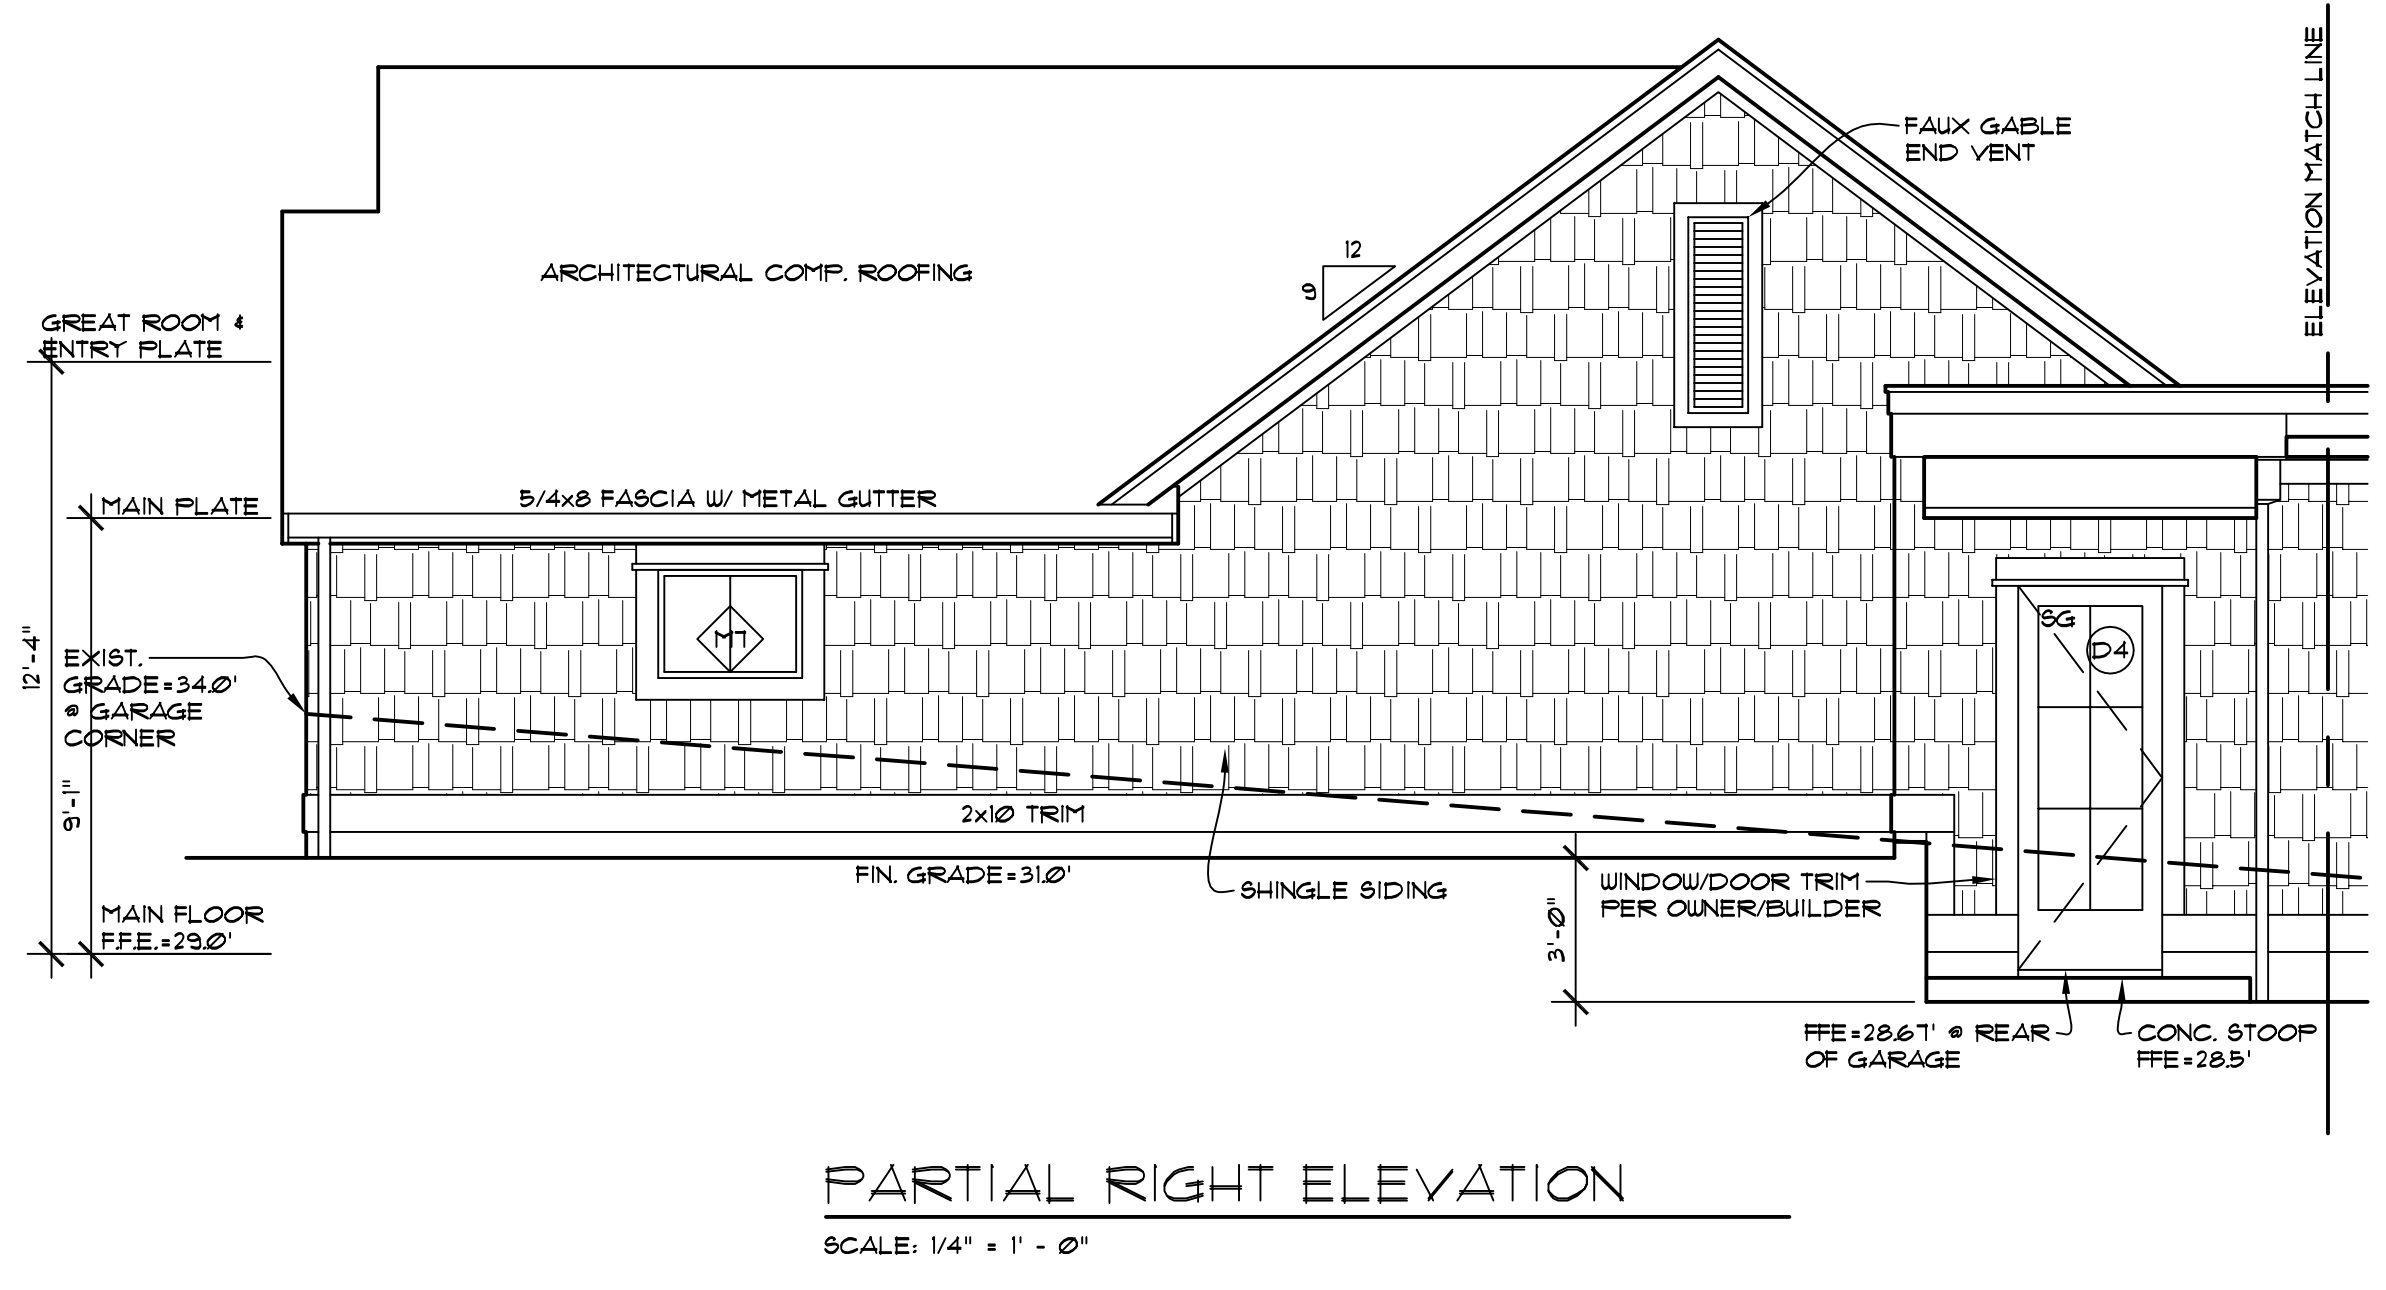 ELEVATION MATCH LINE
FAUX GABLE
END VENT
12
9
ARCHITECTURAL COMP. ROOFING
GREAT ROOM &
ENTRY PLATE
MAIN PLATE
5/4x8 FASCIA W/ METAL GUTTER
12'-4"
9'-1"
EXIST.
GRADE=34.0'
@ GARAGE
CORNER
M7
SG
D4
2x10 TRIM
FIN. GRADE=31.0'
SHINGLE SIDING
WINDOW/DOOR TRIM
PER OWNER/BUILDER
3'-0"
MAIN FLOOR
F.F.E.=29.0'
FFE=28.67' @ REAR
OF GARAGE
CONC. STOOP
FFE=28.5'
PARTIAL RIGHT ELEVATION
SCALE: 1/4" = 1' - 0"